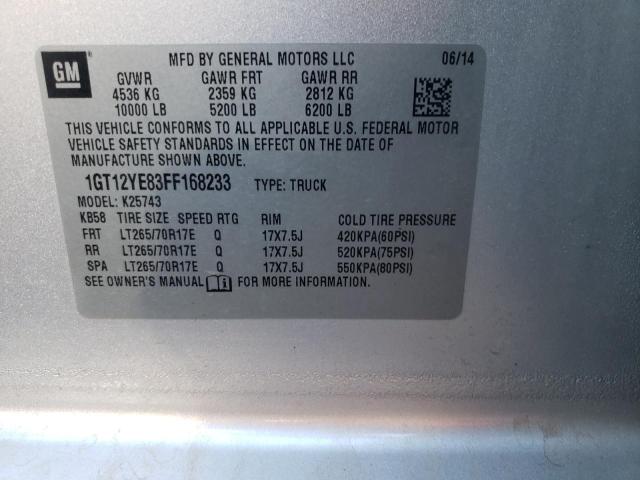 GM
MFD BY GENERAL MOTORS LLC 06/14
GVWR GAWR FRT GAWR RR
4536 KG 2359 KG 2812 KG
10000 LB 5200 LB 6200 LB
THIS VEHICLE CONFORMS TO ALL APPLICABLE U.S. FEDERAL MOTOR
VEHICLE SAFETY STANDARDS IN EFFECT ON THE DATE OF
MANUFACTURE SHOWN ABOVE.
1GT12YE83FF168233 TYPE: TRUCK
MODEL: K25743
KB58 TIRE SIZE SPEED RTG RIM COLD TIRE PRESSURE
FRT LT265/70R17E Q 17X7.5J 420KPA(60PSI)
RR LT265/70R17E Q 17X7.5J 520KPA(75PSI)
SPA LT265/70R17E Q 17X7.5J 550KPA(80PSI)
SEE OWNER'S MANUAL FOR MORE INFORMATION.